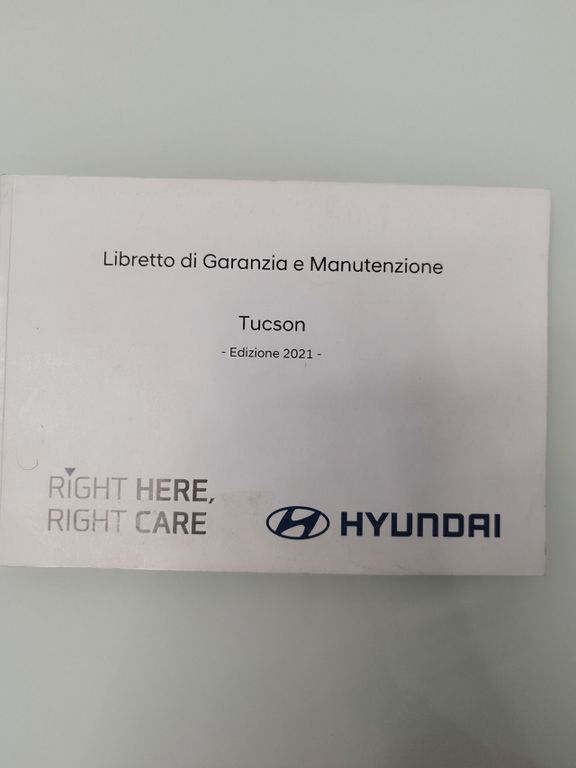 Libretto di Garanzia e Manutenzione
Tucson
- Edizione 2021 -
RIGHT HERE,
RIGHT CARE
HYUNDAI